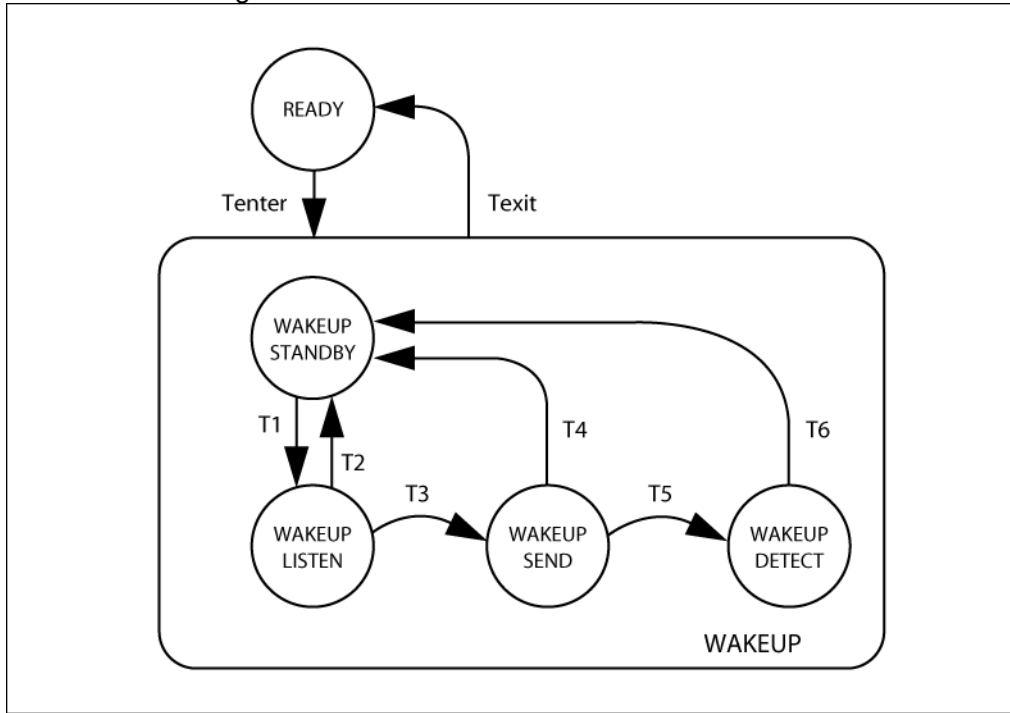 READY
Tenter
Texit
WAKEUP
STANDBY
T1
T2
T4
T6
T3
T5
WAKEUP
LISTEN
WAKEUP
SEND
WAKEUP
DETECT
WAKEUP